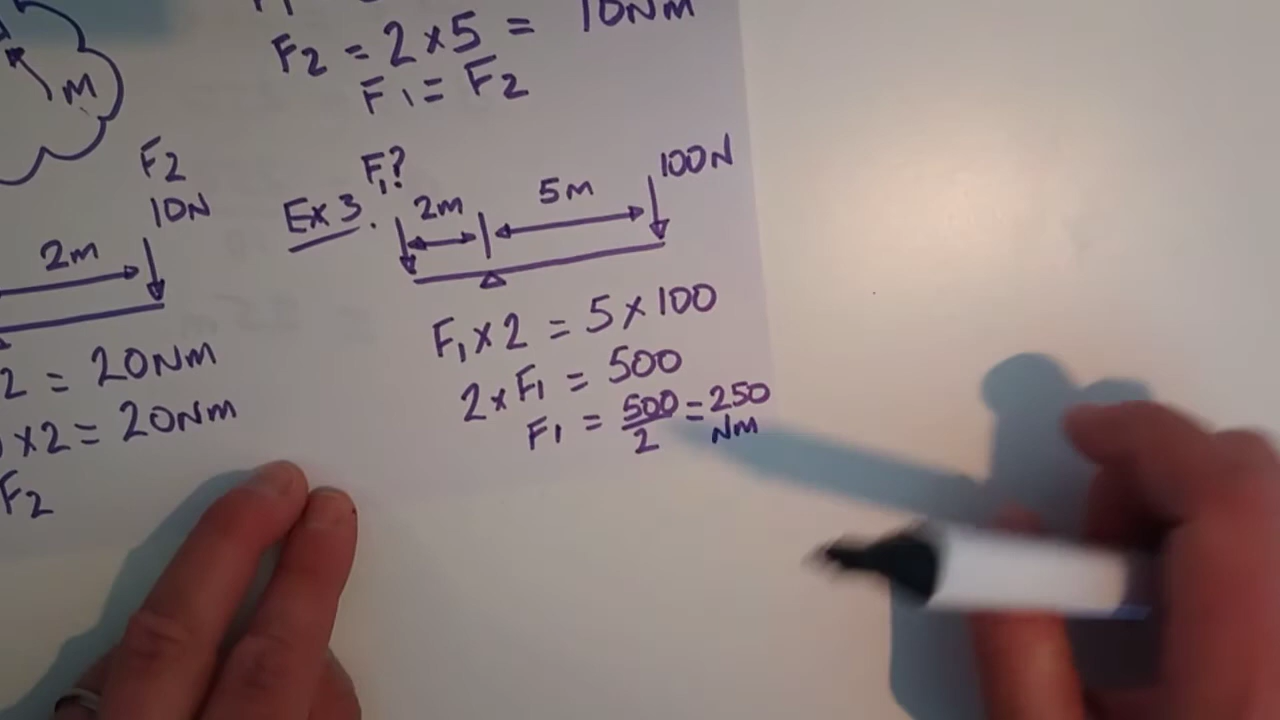 F2 = 2×5 = 10Nm
F1 = F2
M
F2
10N
2m
2 = 20Nm
×2 = 20Nm
F2
Ex 3.
F1?
2m
5m
100N
F1×2 = 5×100
2×F1 = 500
F1 = 500/2 = 250
Nm